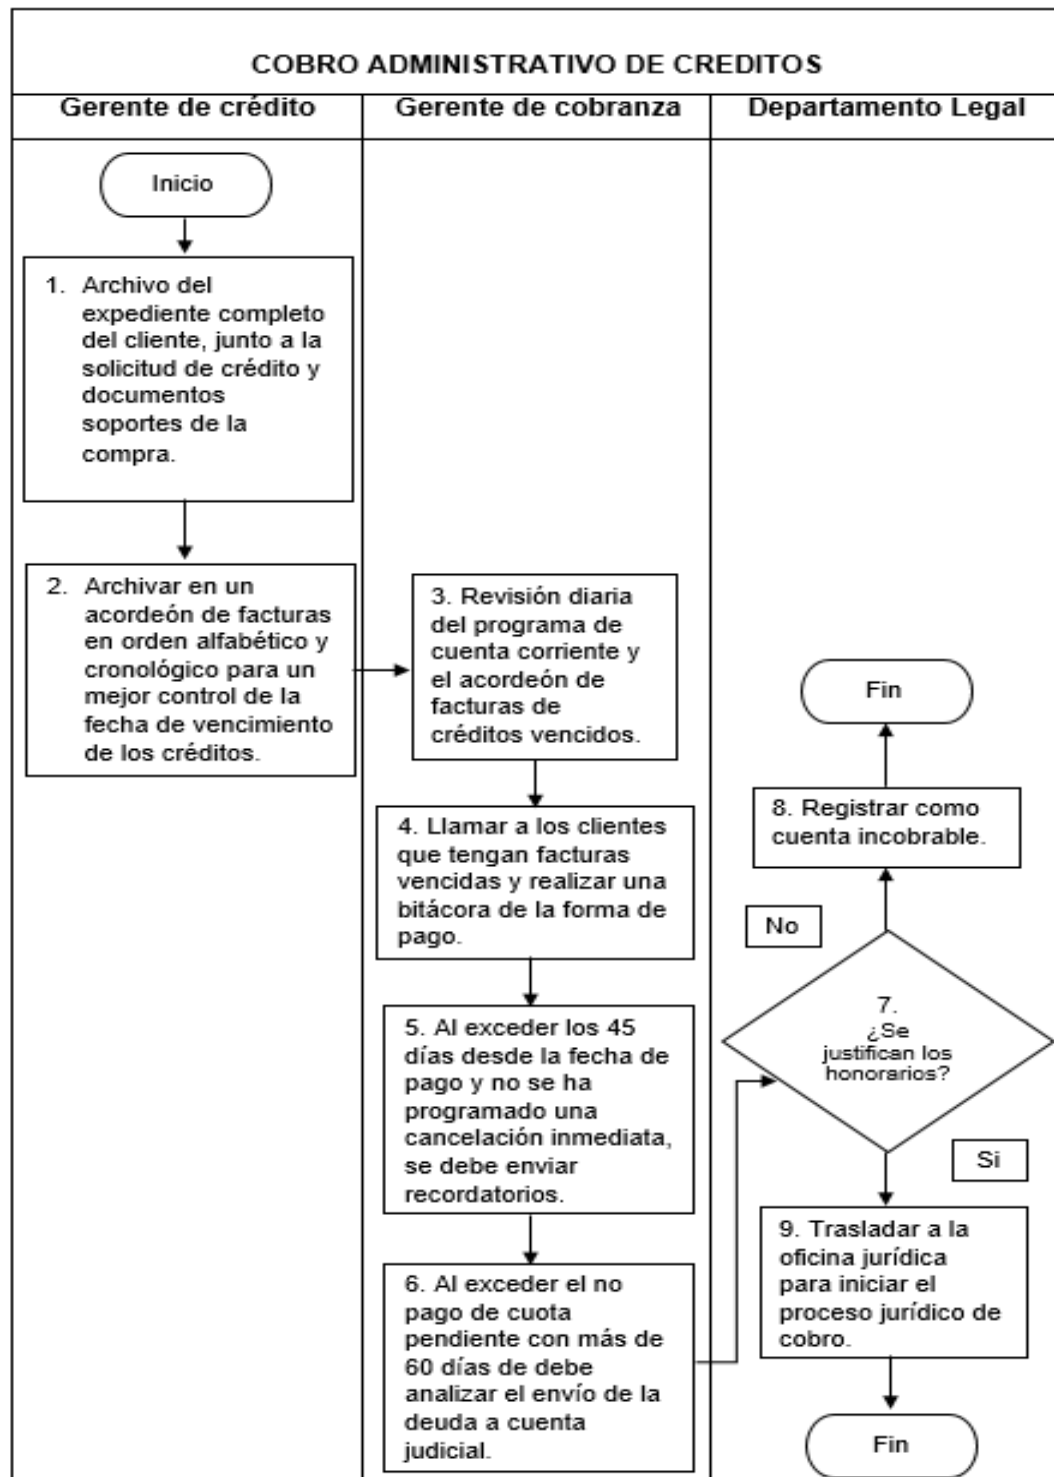 COBRO ADMINISTRATIVO DE CREDITOS
Gerente de crédito
Gerente de cobranza
Departamento Legal
Inicio
1. Archivo del
expediente completo
del cliente, junto a la
solicitud de crédito y
documentos
soportes de la
compra.
2. Archivar en un
acordeón de facturas
en orden alfabético y
cronológico para un
mejor control de la
fecha de vencimiento
de los créditos.
3. Revisión diaria
del programa de
cuenta corriente y
el acordeón de
facturas de
créditos vencidos.
4. Llamar a los clientes
que tengan facturas
vencidas y realizar una
bitácora de la forma de
pago.
5. Al exceder los 45
días desde la fecha de
pago y no se ha
programado una
cancelación inmediata,
se debe enviar
recordatorios.
6. Al exceder el no
pago de cuota
pendiente con más de
60 días de debe
analizar el envío de la
deuda a cuenta
judicial.
Fin
8. Registrar como
cuenta incobrable.
No
7.
¿Se
justifican los
honorarios?
Si
9. Trasladar a la
oficina jurídica
para iniciar el
proceso jurídico de
cobro.
Fin